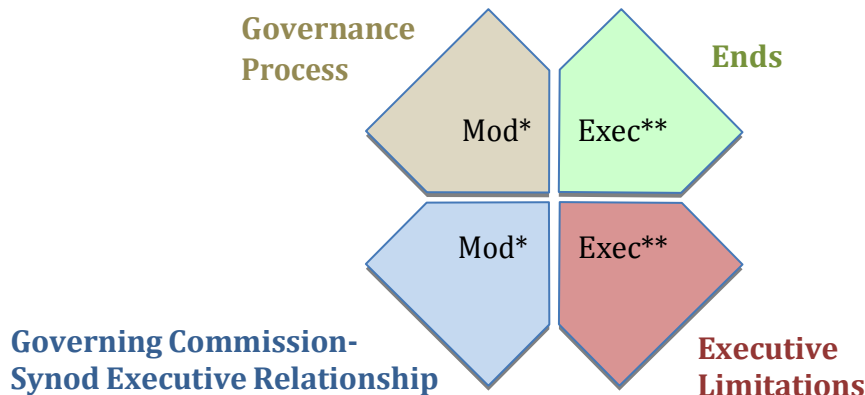 Governance
Process
Ends
Mod*
Exec**
Mod*
Exec**
Governing Commission-
Synod Executive Relationship
Executive
Limitations